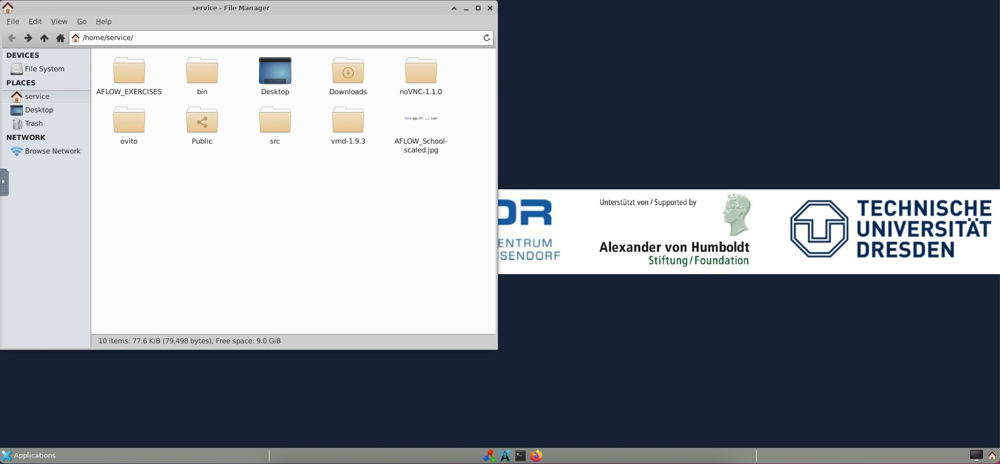 service - File Manager
File Edit View Go Help
/home/service/
DEVICES
File System
PLACES
service
Desktop
Trash
NETWORK
Browse Network
AFLOW_EXERCISES
bin
Desktop
Downloads
noVNC-1.1.0
ovito
Public
src
vmd-1.9.3
AFLOW_School-
scaled.jpg
10 items: 77.6 KiB (79,498 bytes), Free space: 9.0 GiB
DR
ENTRUM
SENDORF
Unterstützt von / Supported by
Alexander von Humboldt
Stiftung/Foundation
TECHNISCHE
UNIVERSITÄT
DRESDEN
Applications